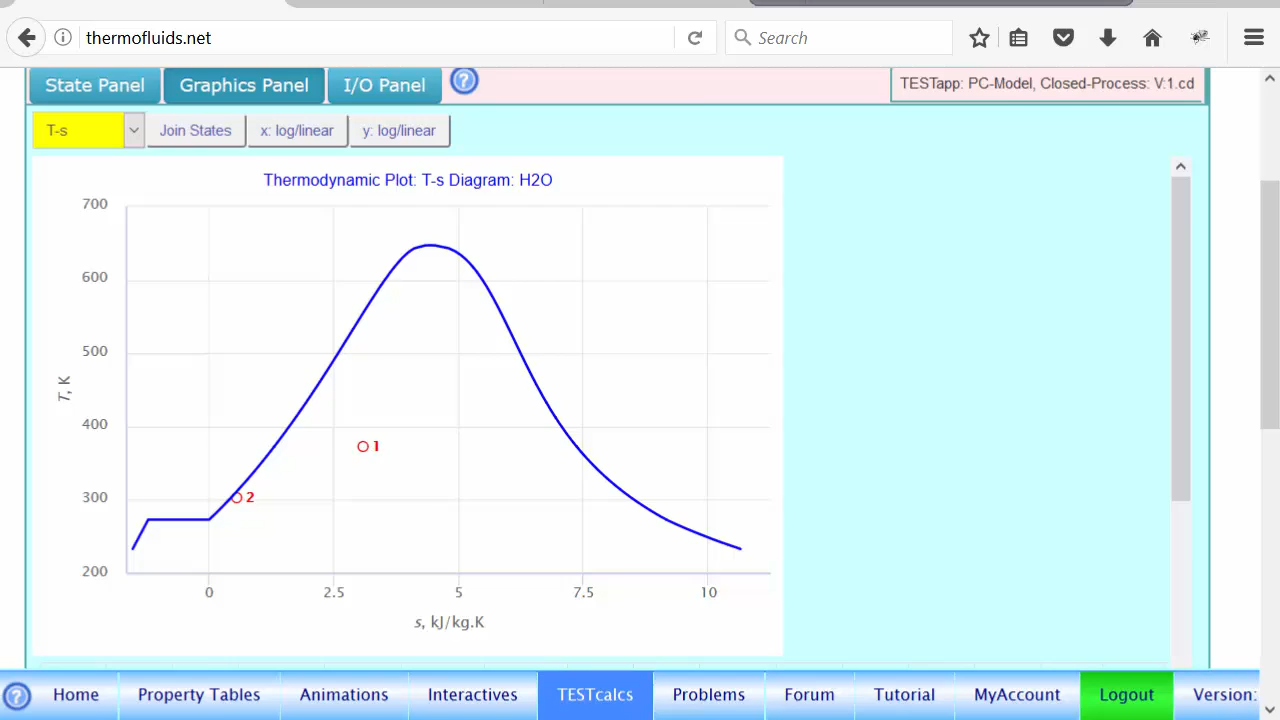 thermofluids.net
Search
State Panel Graphics Panel I/O Panel ?
TESTapp: PC-Model, Closed-Process: V:1.cd
T-s Join States x: log/linear y: log/linear
Thermodynamic Plot: T-s Diagram: H2O
700
600
500
400
300
200
T, K
1
2
0 2.5 5 7.5 10
s, kJ/kg.K
? Home Property Tables Animations Interactives TESTcalcs Problems Forum Tutorial MyAccount Logout Version: